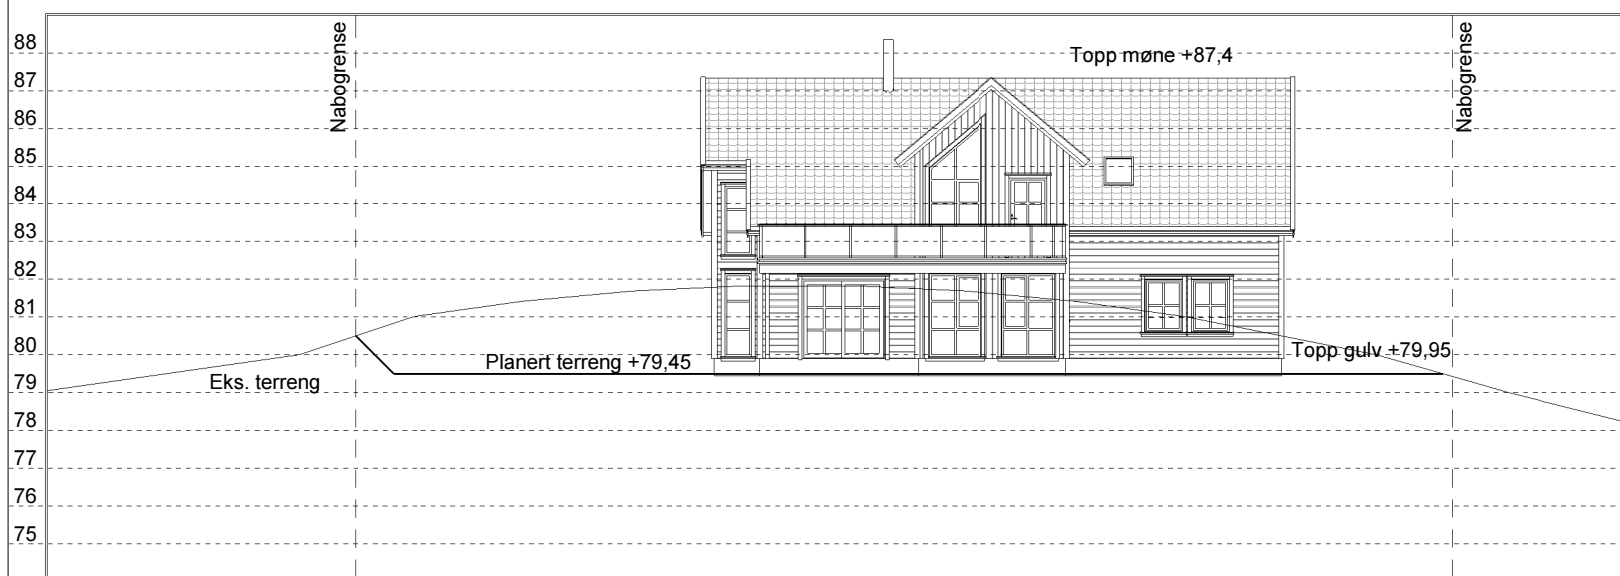 88
87
86
85
84
83
82
81
80
79
78
77
76
75
Nabogrense
Topp møne +87,4
Nabogrense
Planert terreng +79,45
Topp gulv +79,95
Eks. terreng